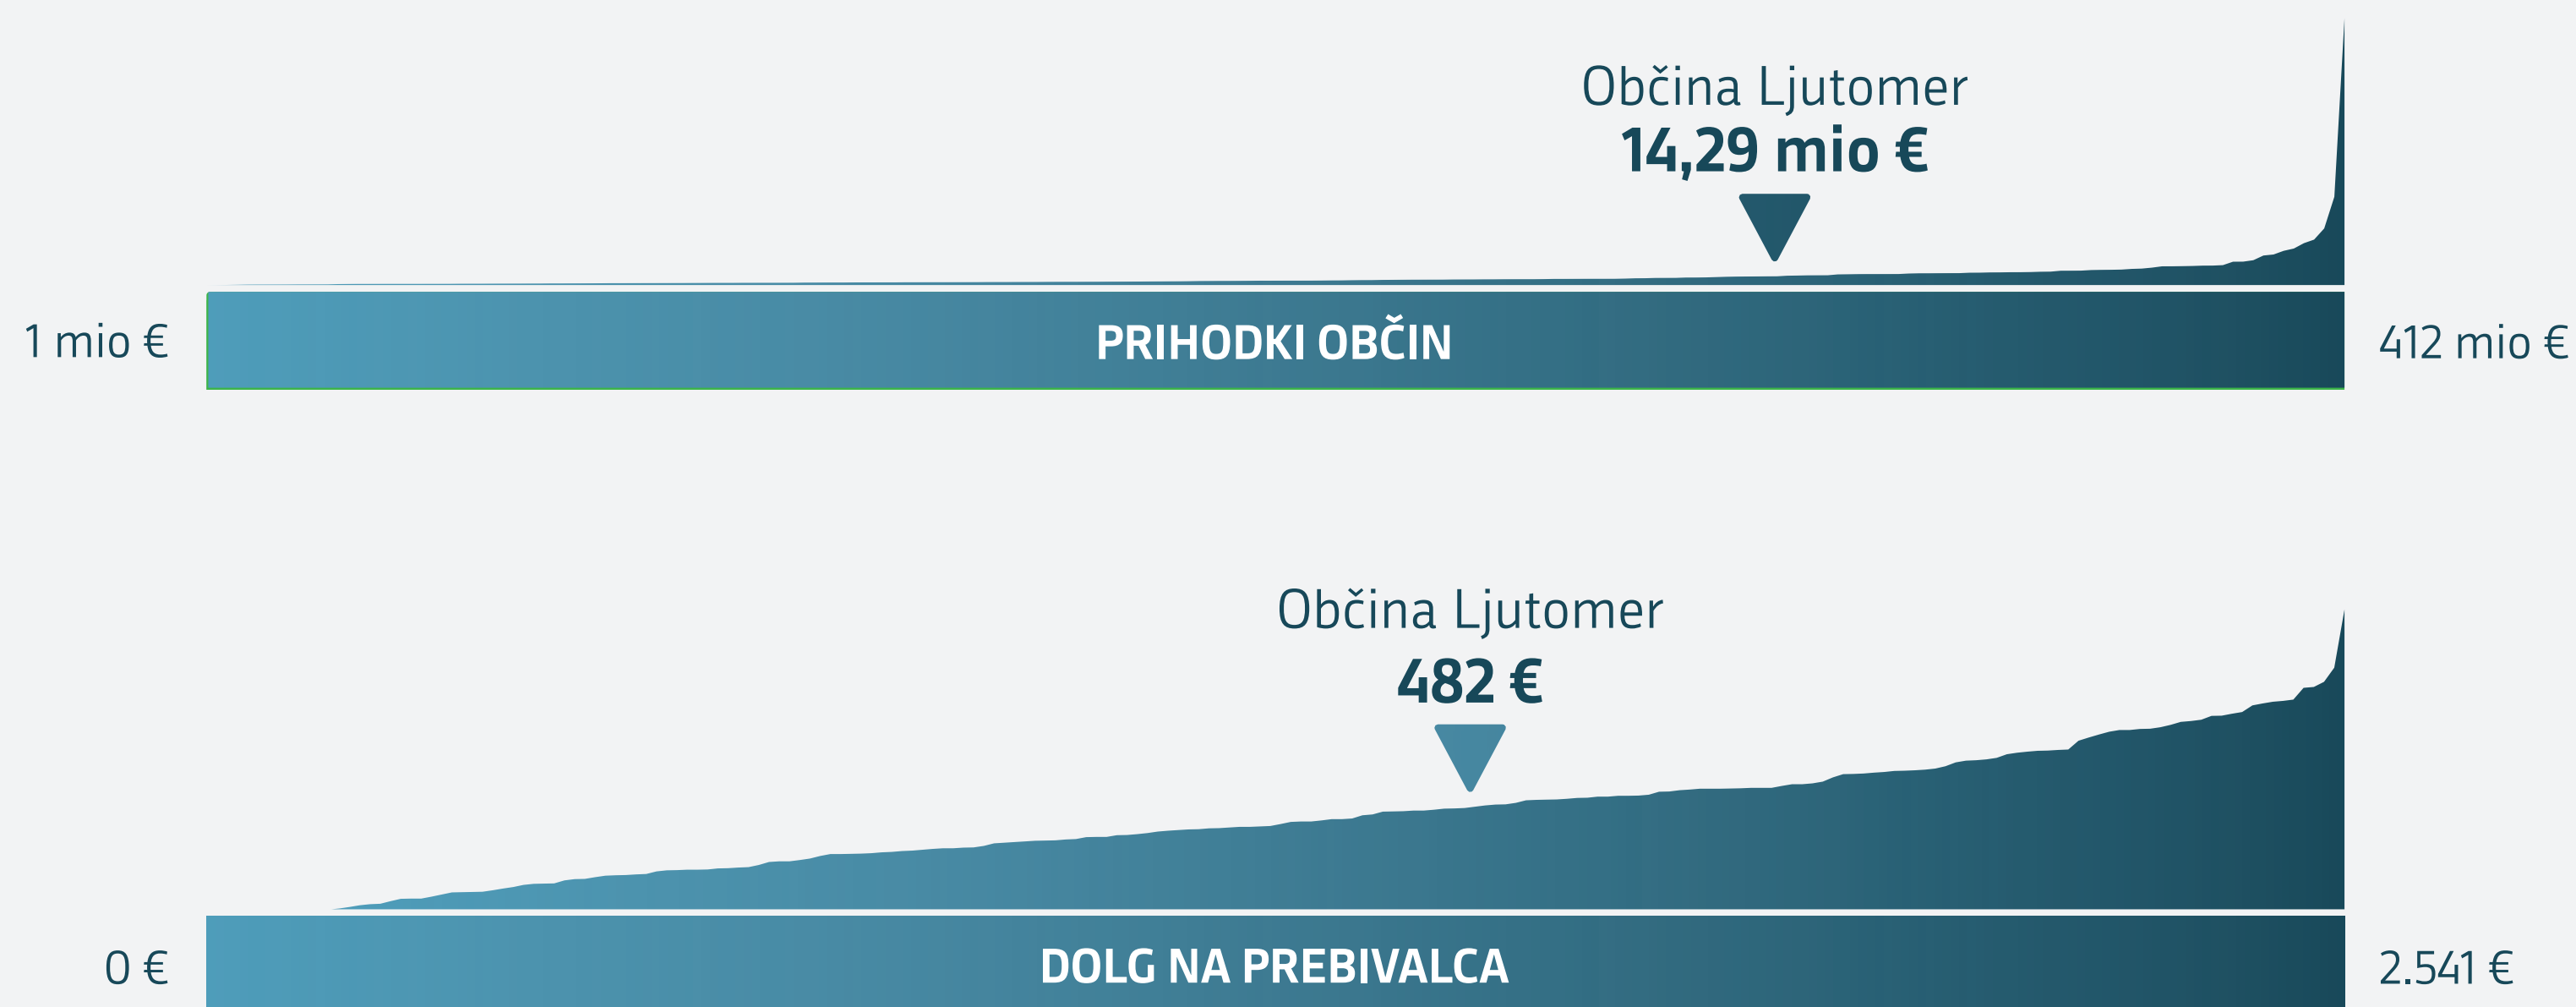 Občina Ljutomer
14,29 mio €
1 mio €
PRIHODKI OBČIN
412 mio €
Občina Ljutomer
482 €
0 €
DOLG NA PREBIVALCA
2.541 €